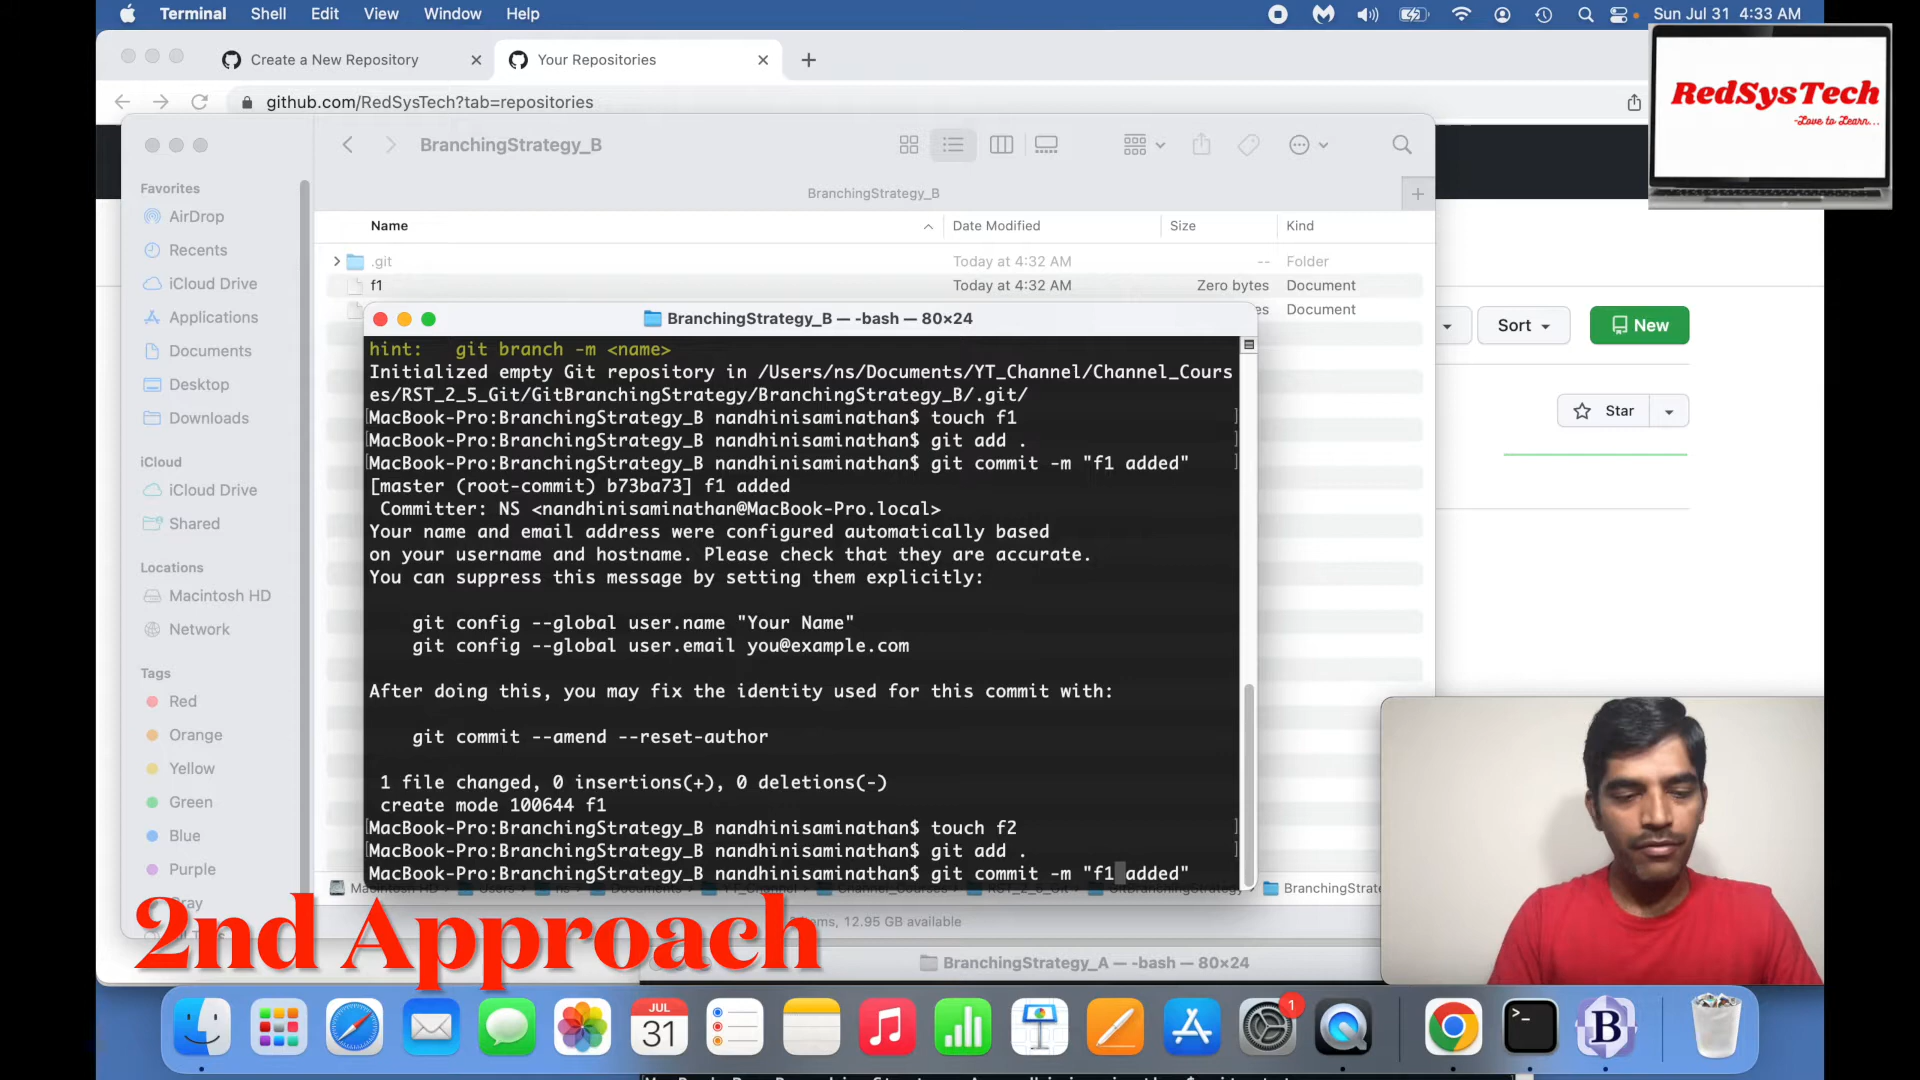 Terminal Shell Edit View Window Help Sun Jul 31 4:33 AM
Create a New Repository Your Repositories
github.com/RedSysTech?tab=repositories
RedSysTech
-Love to Learn...
BranchingStrategy_B
BranchingStrategy_B
Favorites
AirDrop
Recents
iCloud Drive
Applications
Documents
Desktop
Downloads
iCloud
iCloud Drive
Shared
Locations
Macintosh HD
Network
Tags
Red
Orange
Yellow
Green
Blue
Purple
Gray
Name Date Modified Size Kind
.git Today at 4:32 AM -- Folder
f1 Today at 4:32 AM Zero bytes Document
Document
Sort New
Star
BranchingStrategy_B — -bash — 80×24
hint: git branch -m <name>
Initialized empty Git repository in /Users/ns/Documents/YT_Channel/Channel_Cours
es/RST_2_5_Git/GitBranchingStrategy/BranchingStrategy_B/.git/
[MacBook-Pro:BranchingStrategy_B nandhinisaminathan$ touch f1 ]
[MacBook-Pro:BranchingStrategy_B nandhinisaminathan$ git add . ]
[MacBook-Pro:BranchingStrategy_B nandhinisaminathan$ git commit -m "f1 added" ]
[master (root-commit) b73ba73] f1 added
Committer: NS <nandhinisaminathan@MacBook-Pro.local>
Your name and email address were configured automatically based
on your username and hostname. Please check that they are accurate.
You can suppress this message by setting them explicitly:
git config --global user.name "Your Name"
git config --global user.email you@example.com
After doing this, you may fix the identity used for this commit with:
git commit --amend --reset-author
1 file changed, 0 insertions(+), 0 deletions(-)
create mode 100644 f1
[MacBook-Pro:BranchingStrategy_B nandhinisaminathan$ touch f2 ]
[MacBook-Pro:BranchingStrategy_B nandhinisaminathan$ git add . ]
MacBook-Pro:BranchingStrategy_B nandhinisaminathan$ git commit -m "f1 added"
BranchingStrate
12.95 GB available
2nd Approach
BranchingStrategy_A — -bash — 80×24
JUL
31
1